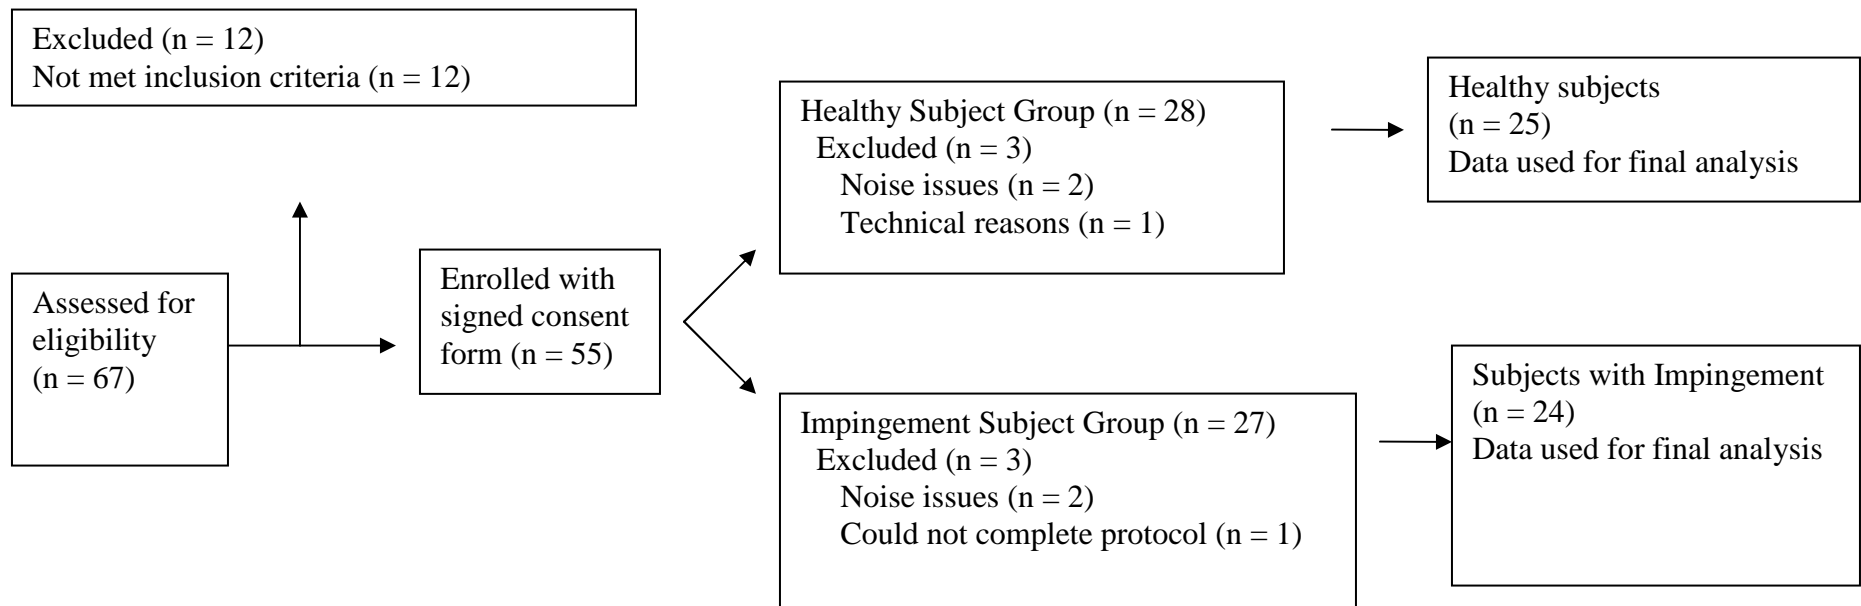 Excluded (n = 12)
Not met inclusion criteria (n = 12)
Assessed for
eligibility
(n = 67)
Enrolled with
signed consent
form (n = 55)
Healthy Subject Group (n = 28)
Excluded (n = 3)
Noise issues (n = 2)
Technical reasons (n = 1)
Healthy subjects
(n = 25)
Data used for final analysis
Impingement Subject Group (n = 27)
Excluded (n = 3)
Noise issues (n = 2)
Could not complete protocol (n = 1)
Subjects with Impingement
(n = 24)
Data used for final analysis